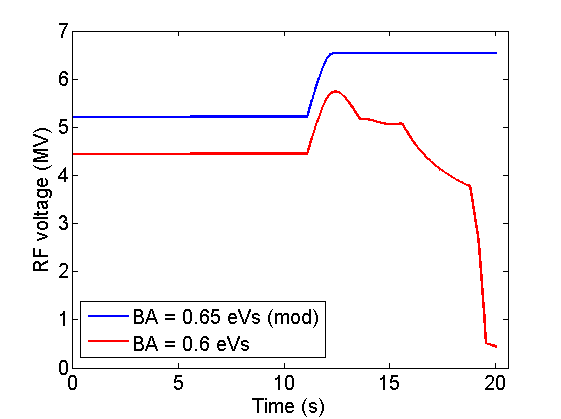 7
6
5
4
3
2
1
0
RF voltage (MV)
BA = 0.65 eVs (mod)
BA = 0.6 eVs
0 5 10 15 20
Time (s)